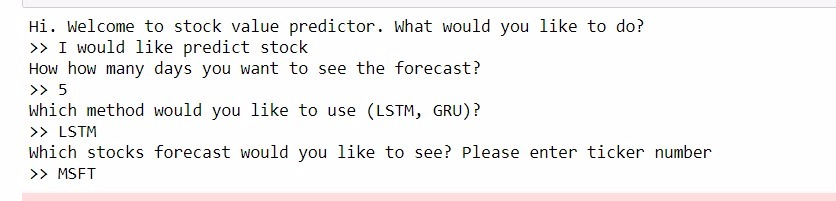 Hi. Welcome to stock value predictor. What would you like to do?
>> I would like predict stock
How how many days you want to see the forecast?
>> 5
Which method would you like to use (LSTM, GRU)?
>> LSTM
Which stocks forecast would you like to see? Please enter ticker number
>> MSFT